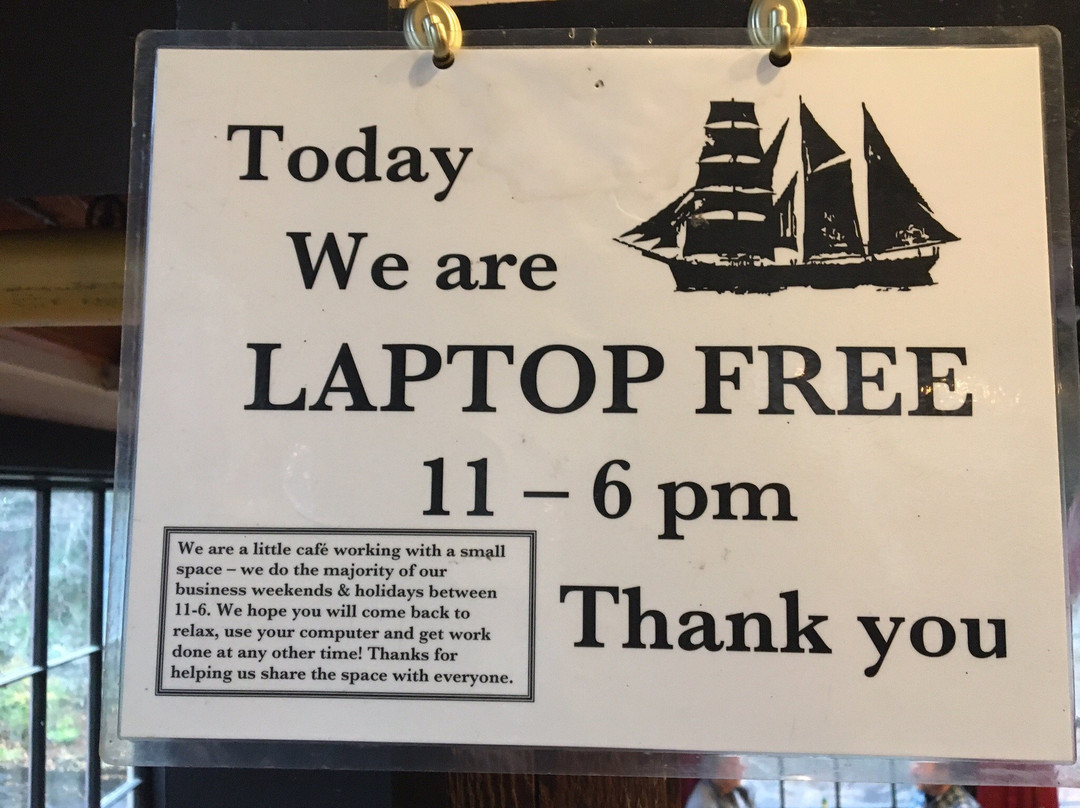 Today
We are
LAPTOP FREE
11 – 6 pm
We are a little café working with a small
space – we do the majority of our
business weekends & holidays between
11-6. We hope you will come back to
relax, use your computer and get work
done at any other time! Thanks for
helping us share the space with everyone.
Thank you